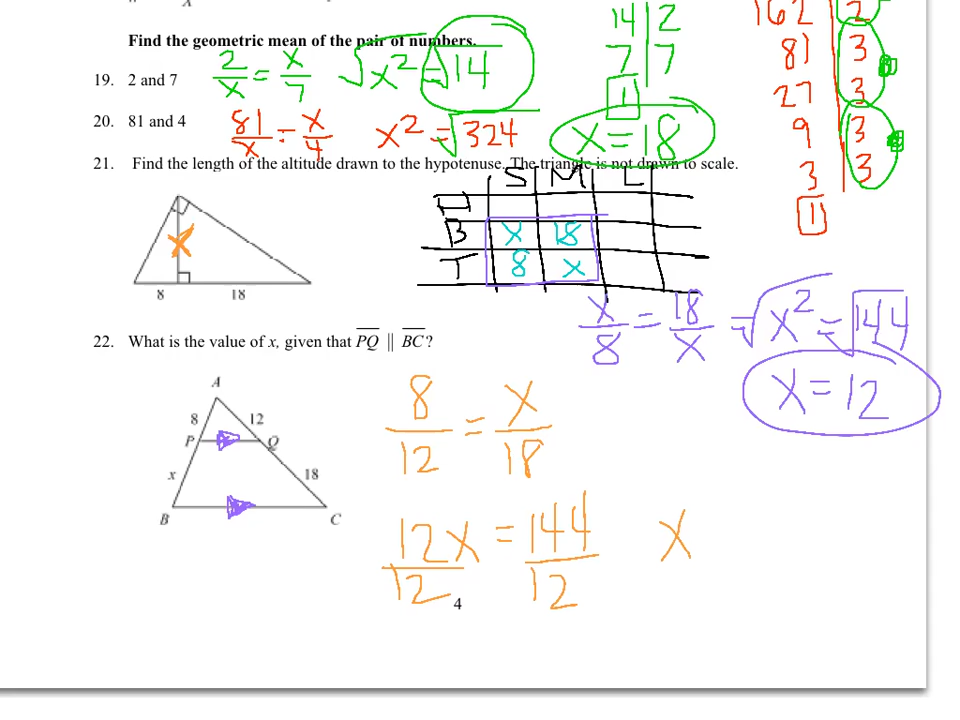 Find the geometric mean of the pair of numbers.
19. 2 and 7
2/x = x/7
√x² = √14
14 | 2
7 | 7
1
162 | 2
81 | 3
27 | 3
9 | 3
3 | 3
1
20. 81 and 4
81/x = x/4
x² = √324
x = 18
21. Find the length of the altitude drawn to the hypotenuse. The triangle is not drawn to scale.
S M L
H
B x 18
T 8 x
x
8 18
x/8 = 18/x = √x² = √144
x = 12
22. What is the value of x, given that PQ || BC?
A
8 12
P Q
x 18
B C
8/12 = x/18
12x/12 = 144/12
x
4